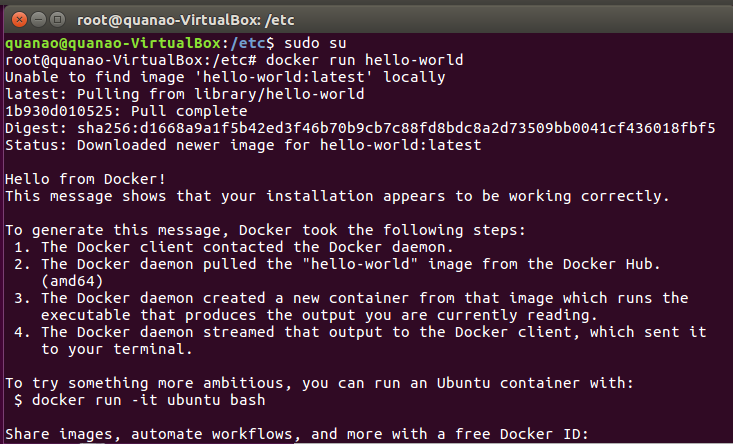 root@quanao-VirtualBox: /etc
quanao@quanao-VirtualBox:/etc$ sudo su
root@quanao-VirtualBox:/etc# docker run hello-world
Unable to find image 'hello-world:latest' locally
latest: Pulling from library/hello-world
1b930d010525: Pull complete
Digest: sha256:d1668a9a1f5b42ed3f46b70b9cb7c88fd8bdc8a2d73509bb0041cf436018fbf5
Status: Downloaded newer image for hello-world:latest

Hello from Docker!
This message shows that your installation appears to be working correctly.

To generate this message, Docker took the following steps:
 1. The Docker client contacted the Docker daemon.
 2. The Docker daemon pulled the "hello-world" image from the Docker Hub.
    (amd64)
 3. The Docker daemon created a new container from that image which runs the
    executable that produces the output you are currently reading.
 4. The Docker daemon streamed that output to the Docker client, which sent it
    to your terminal.

To try something more ambitious, you can run an Ubuntu container with:
 $ docker run -it ubuntu bash

Share images, automate workflows, and more with a free Docker ID: